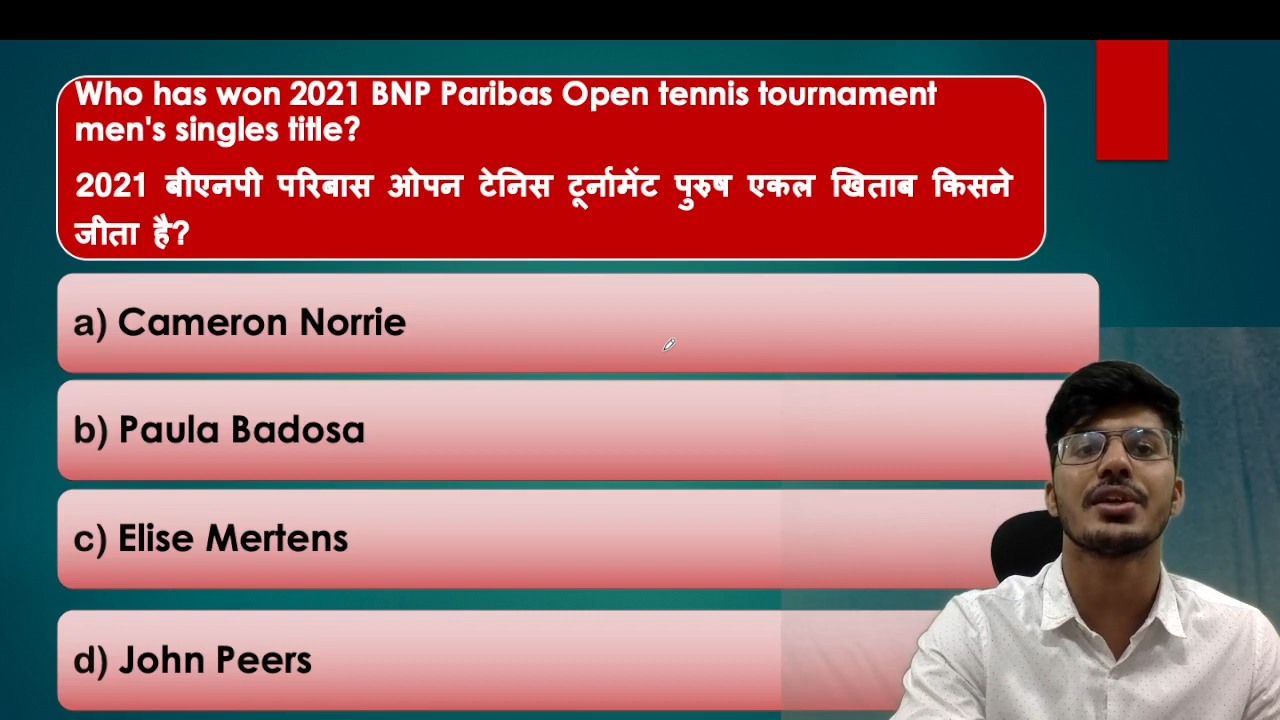 Who has won 2021 BNP Paribas Open tennis tournament
men's singles title?
2021 बीएनपी परिबास ओपन टेनिस टूर्नामेंट पुरुष एकल खिताब किसने
जीता है?
a) Cameron Norrie
b) Paula Badosa
c) Elise Mertens
d) John Peers